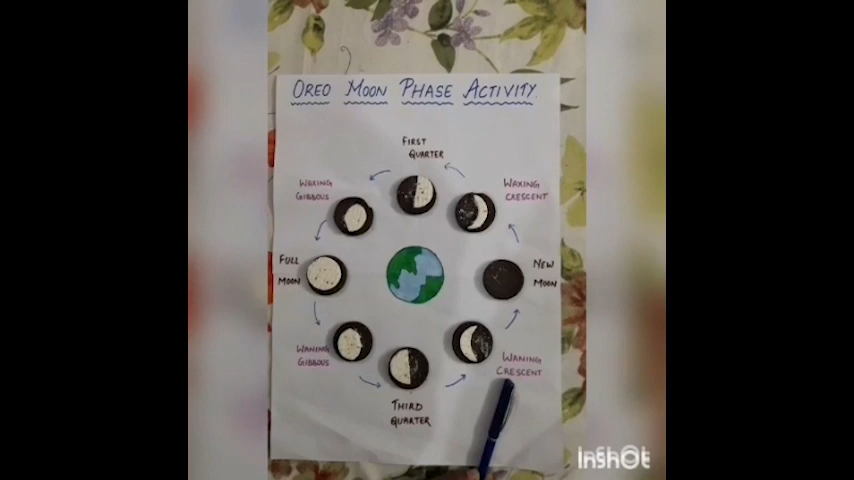 OREO MOON PHASE ACTIVITY
FIRST
QUARTER
WAXING
GIBBOUS
WAXING
CRESCENT
FULL
MOON
NEW
MOON
WANING
GIBBOUS
WANING
CRESCENT
THIRD
QUARTER
InShOt